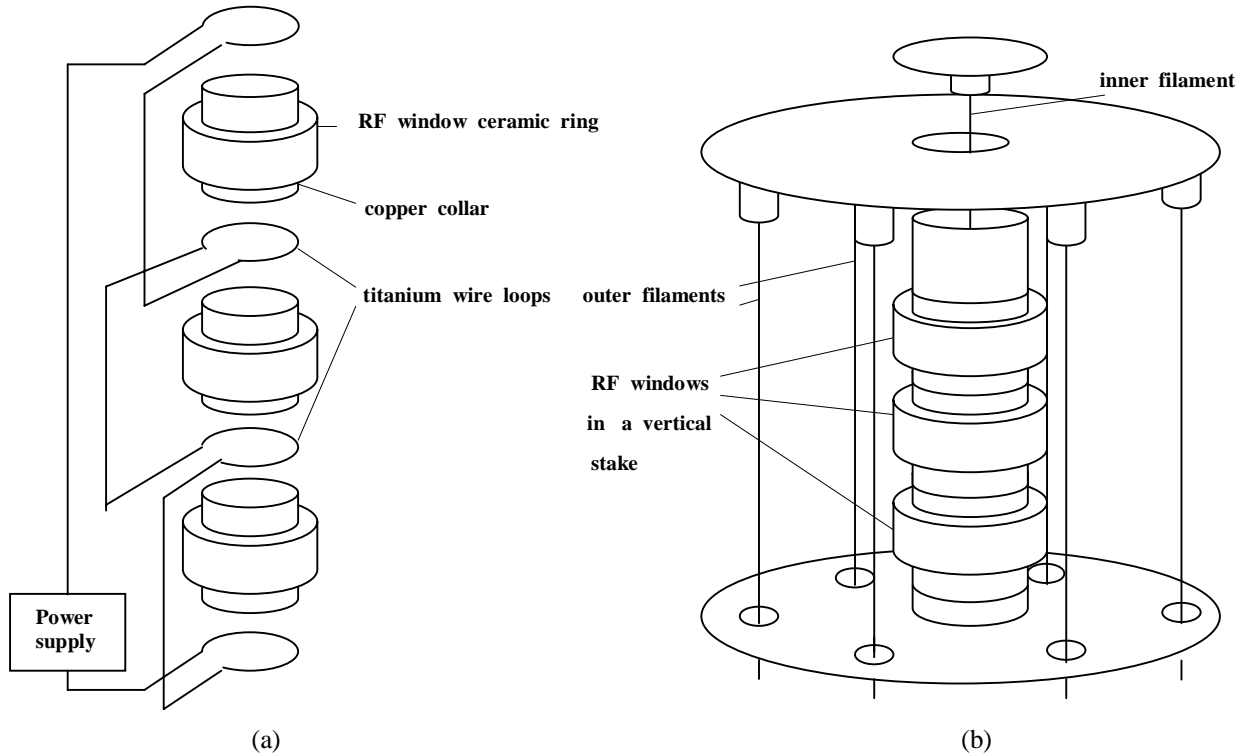 RF window ceramic ring
copper collar
titanium wire loops
Power
supply
(a)
inner filament
outer filaments
RF windows
in a vertical
stake
(b)